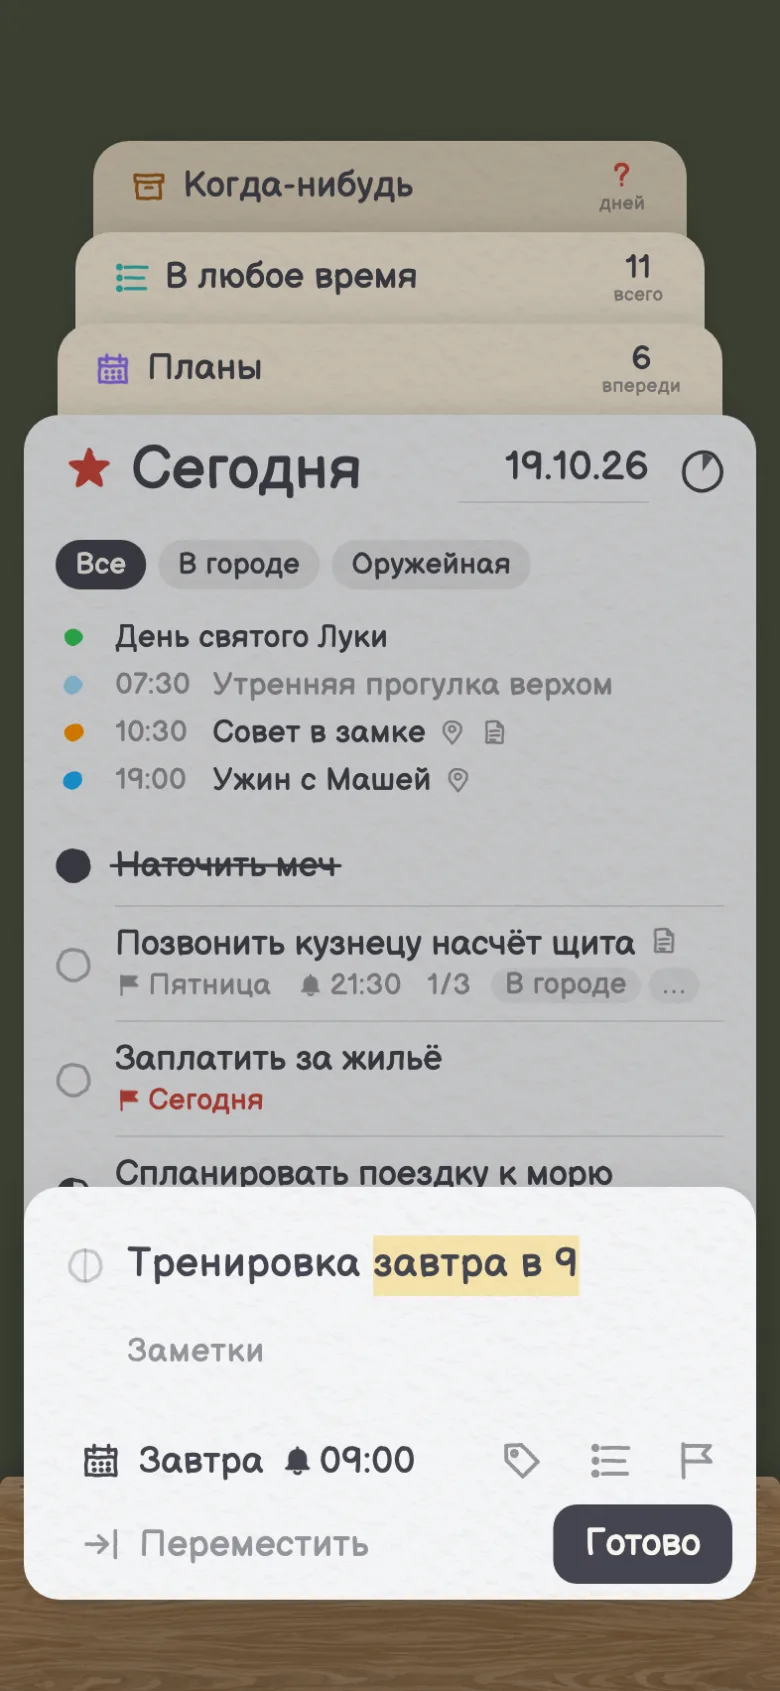 Когда-нибудь ?
дней
В любое время 11
всего
Планы 6
впереди
Сегодня 19.10.26
Все В городе Оружейная
День святого Луки
07:30 Утренняя прогулка верхом
10:30 Совет в замке
19:00 Ужин с Машей
Наточить меч
Позвонить кузнецу насчёт щита
Пятница 21:30 1/3 В городе ...
Заплатить за жильё
Сегодня
Спланировать поездку к морю
Тренировка завтра в 9
Заметки
Завтра 09:00
Переместить Готово